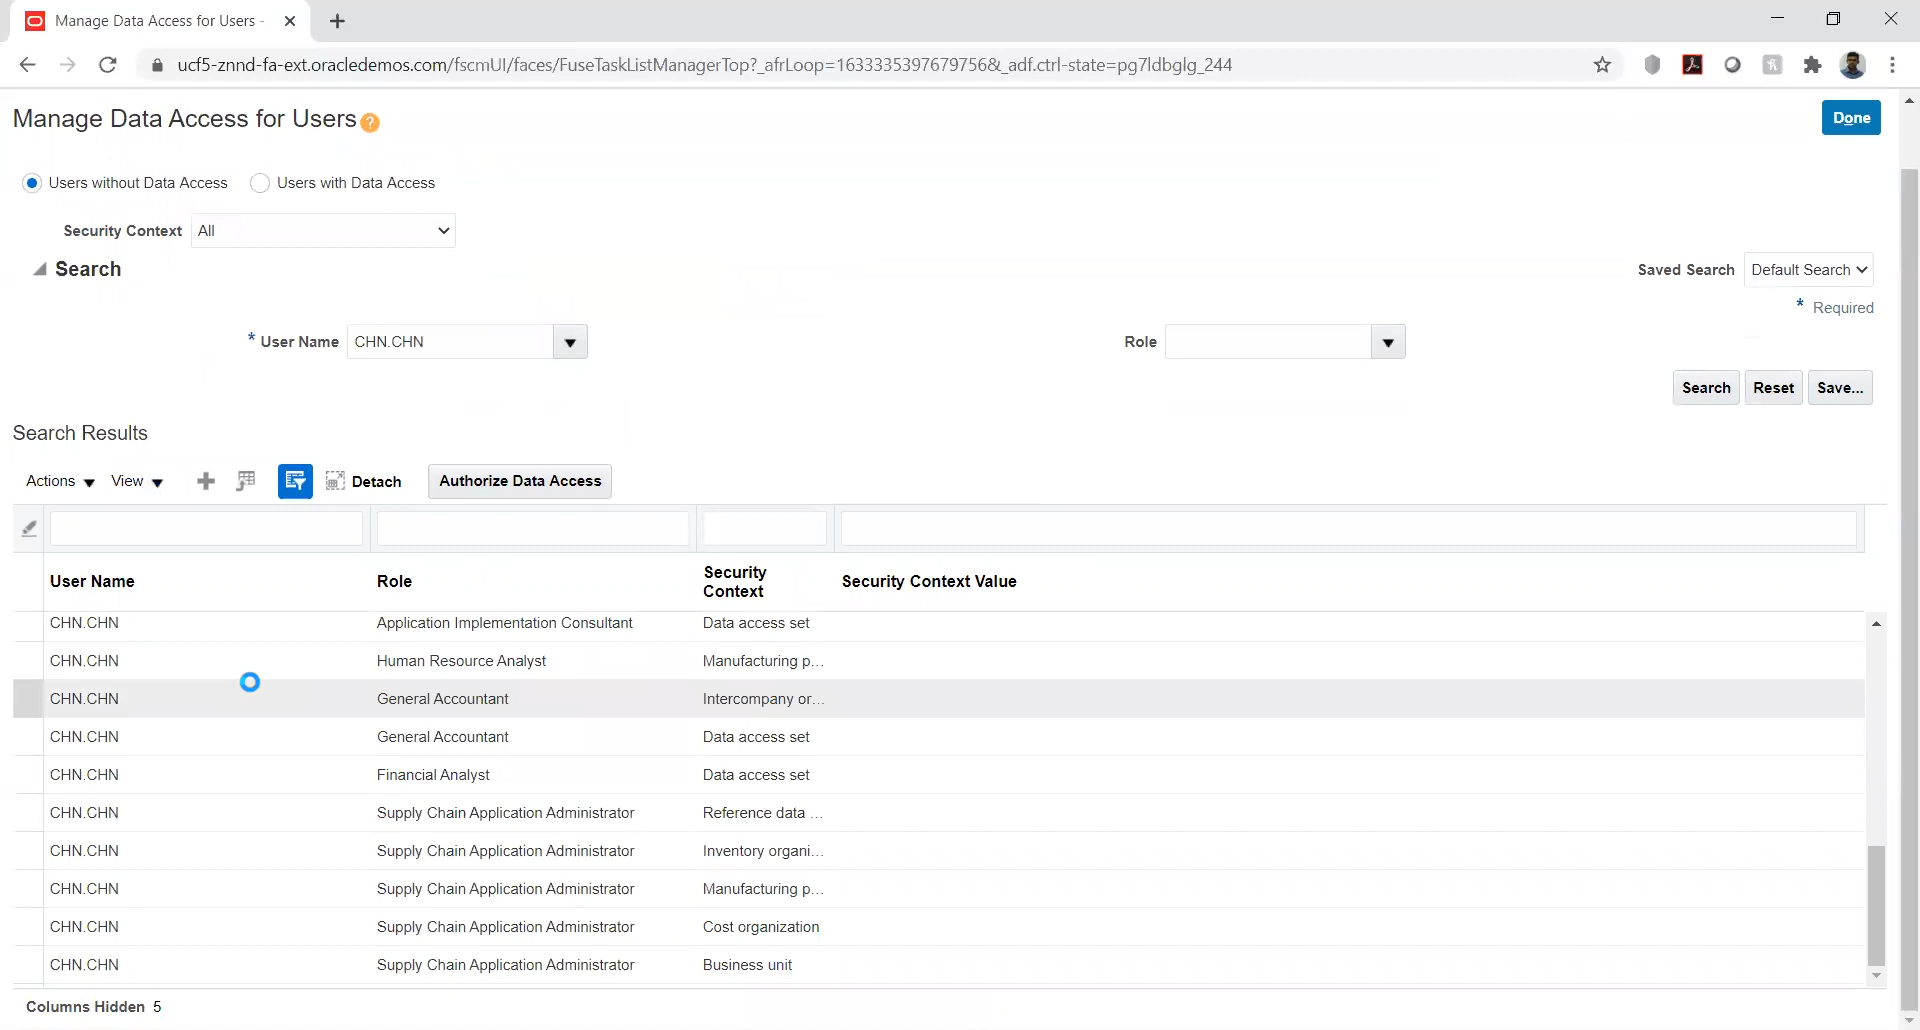 Manage Data Access for Users -
ucf5-znnd-fa-ext.oracledemos.com/fscmUI/faces/FuseTaskListManagerTop?_afrLoop=16333353976797​56&_adf.ctrl-state=pg7ldbglg_244
Manage Data Access for Users ?
Done
Users without Data Access Users with Data Access
Security Context All
Search
Saved Search Default Search
* Required
* User Name CHN.CHN Role
Search Reset Save...
Search Results
Actions View Detach Authorize Data Access
User Name Role Security Context Security Context Value
CHN.CHN Application Implementation Consultant Data access set
CHN.CHN Human Resource Analyst Manufacturing p...
CHN.CHN General Accountant Intercompany or...
CHN.CHN General Accountant Data access set
CHN.CHN Financial Analyst Data access set
CHN.CHN Supply Chain Application Administrator Reference data ...
CHN.CHN Supply Chain Application Administrator Inventory organi...
CHN.CHN Supply Chain Application Administrator Manufacturing p...
CHN.CHN Supply Chain Application Administrator Cost organization
CHN.CHN Supply Chain Application Administrator Business unit
Columns Hidden 5